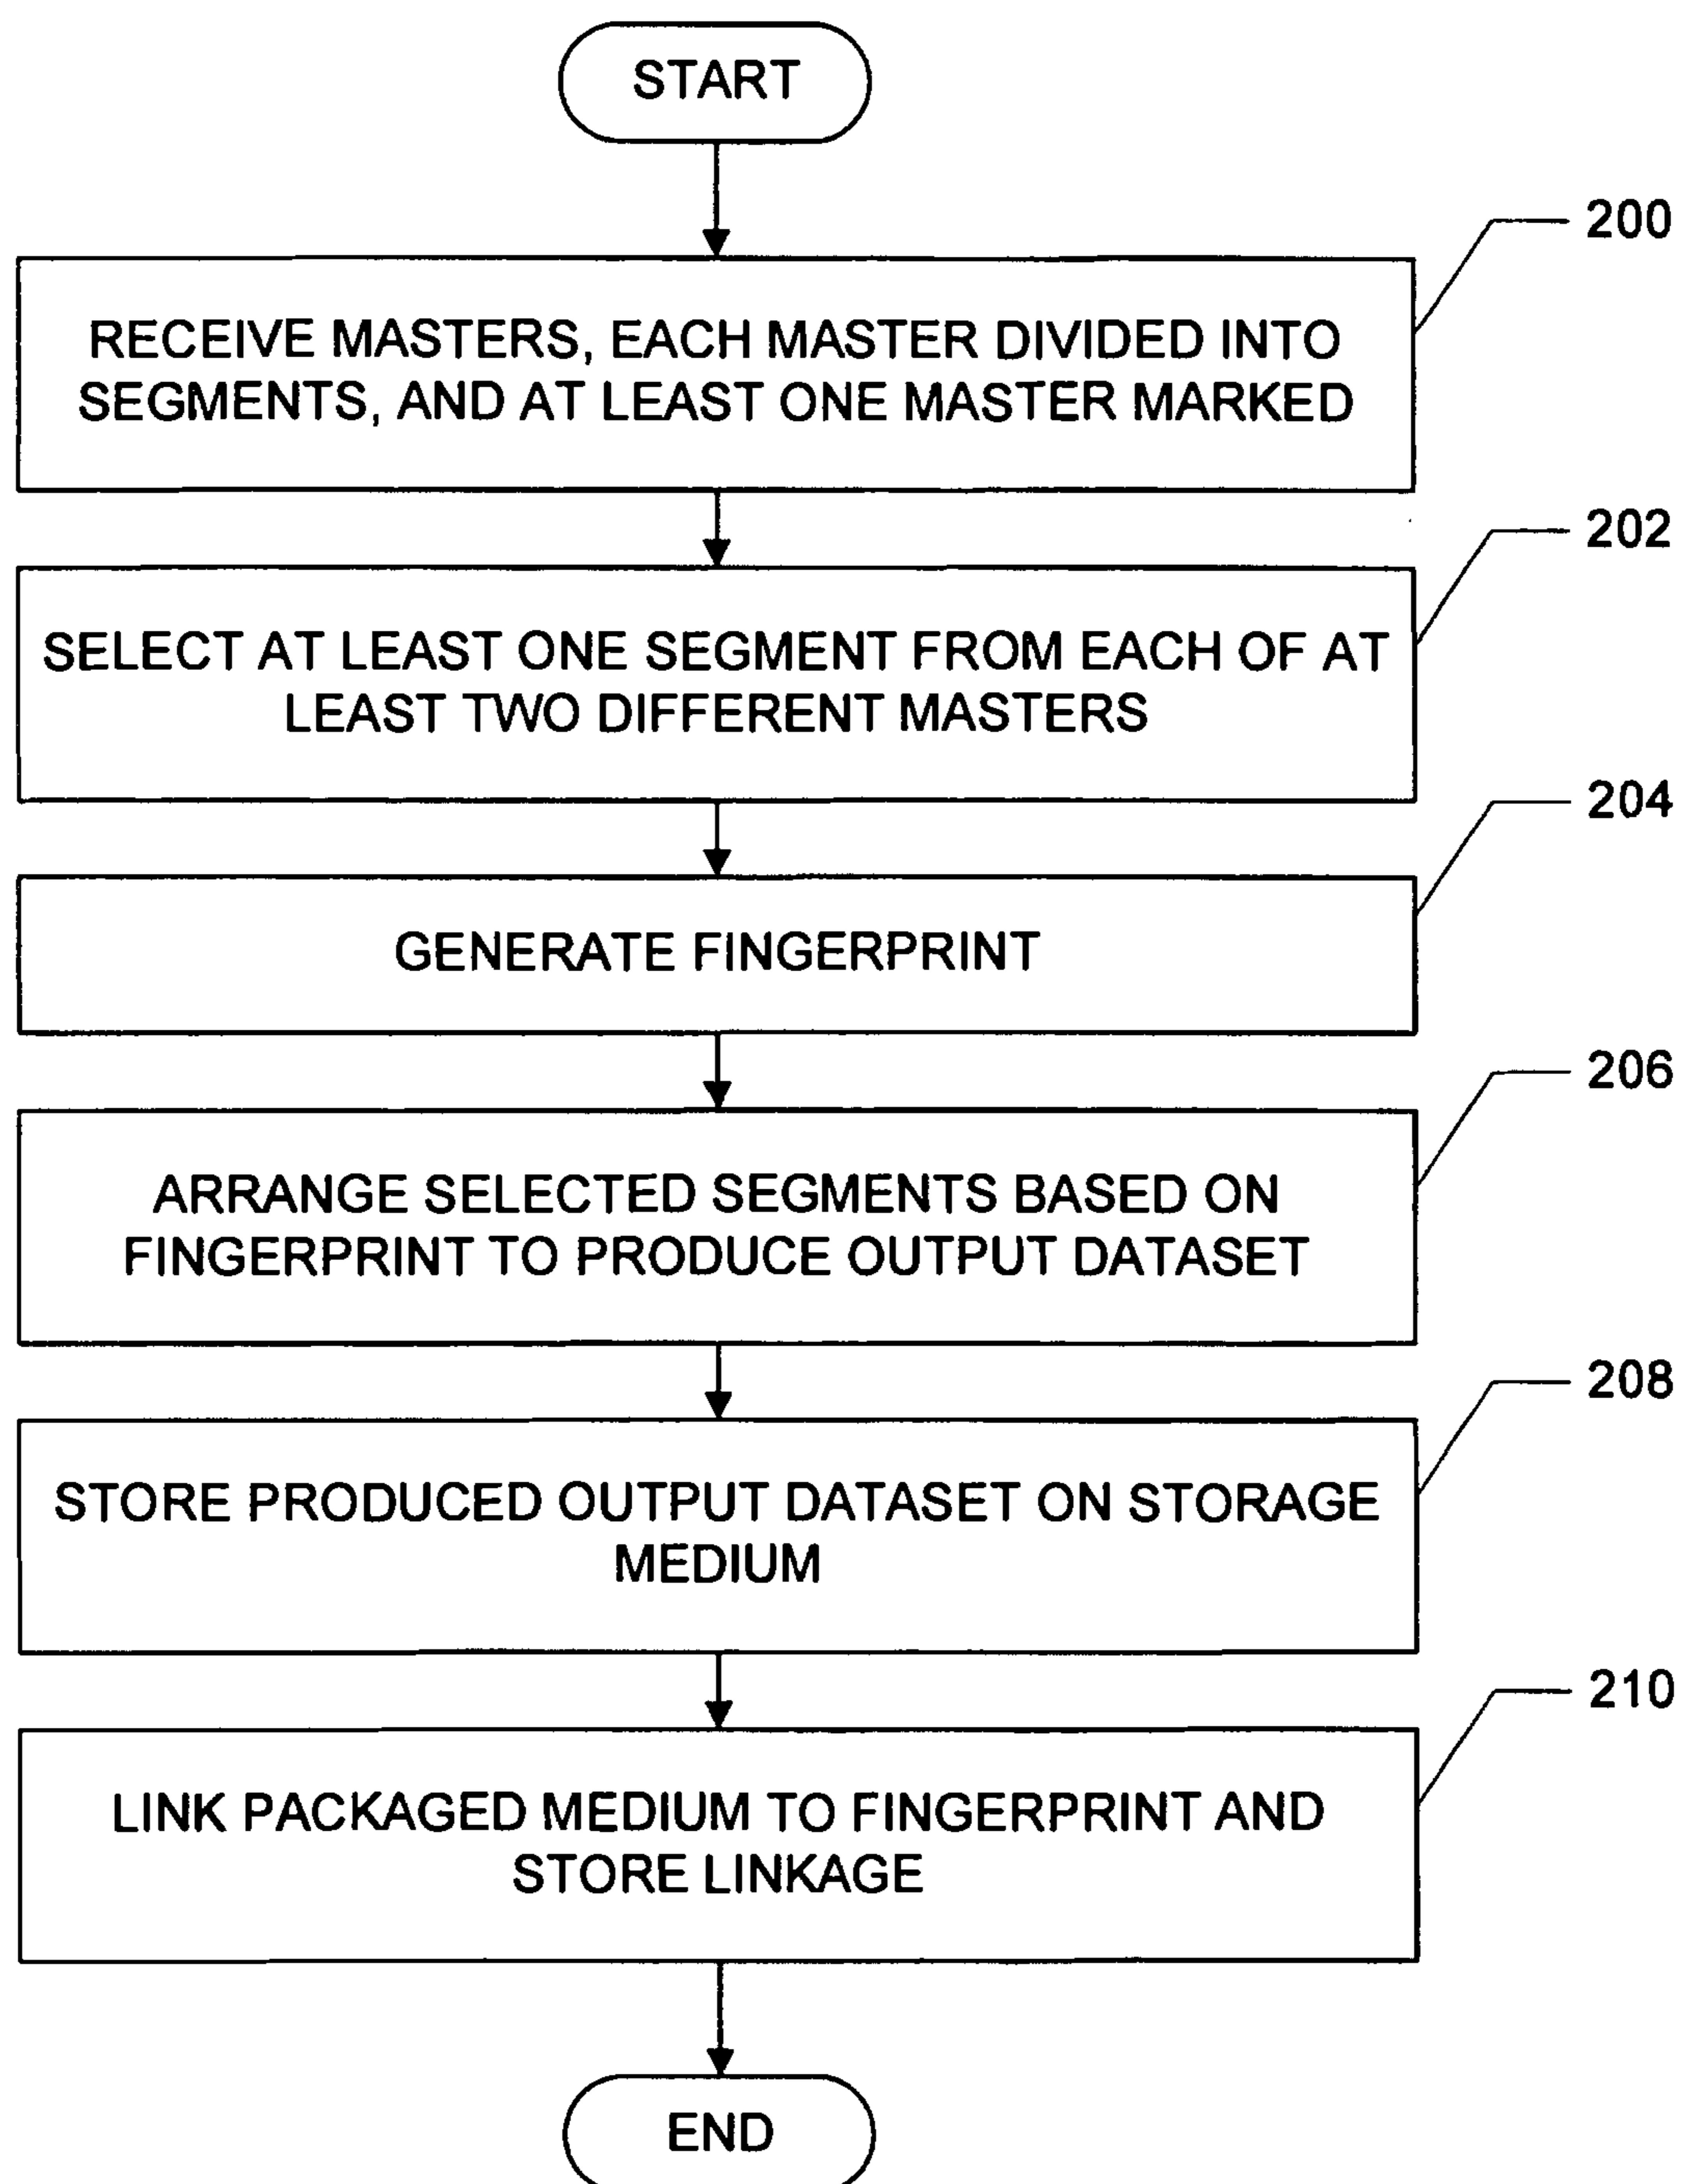 START
200
RECEIVE MASTERS, EACH MASTER DIVIDED INTO
SEGMENTS, AND AT LEAST ONE MASTER MARKED
202
SELECT AT LEAST ONE SEGMENT FROM EACH OF AT
LEAST TWO DIFFERENT MASTERS
204
GENERATE FINGERPRINT
206
ARRANGE SELECTED SEGMENTS BASED ON
FINGERPRINT TO PRODUCE OUTPUT DATASET
208
STORE PRODUCED OUTPUT DATASET ON STORAGE
MEDIUM
210
LINK PACKAGED MEDIUM TO FINGERPRINT AND
STORE LINKAGE
END